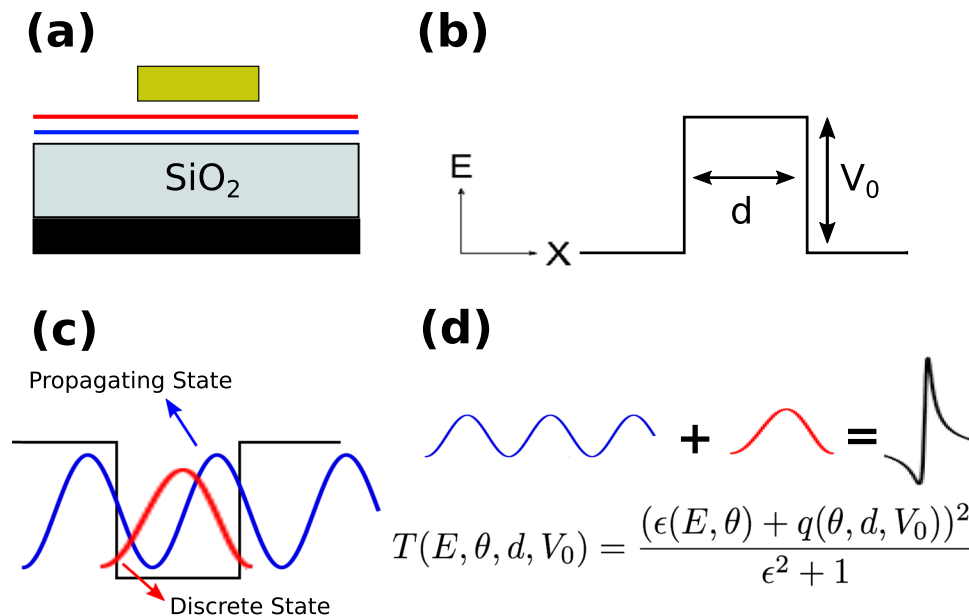 (a)
SiO₂
(b)
E
X
d
V₀
(c)
Propagating State
Discrete State
(d)
+
=
T(E, θ, d, V₀) = (ϵ(E, θ) + q(θ, d, V₀))² / ϵ² + 1